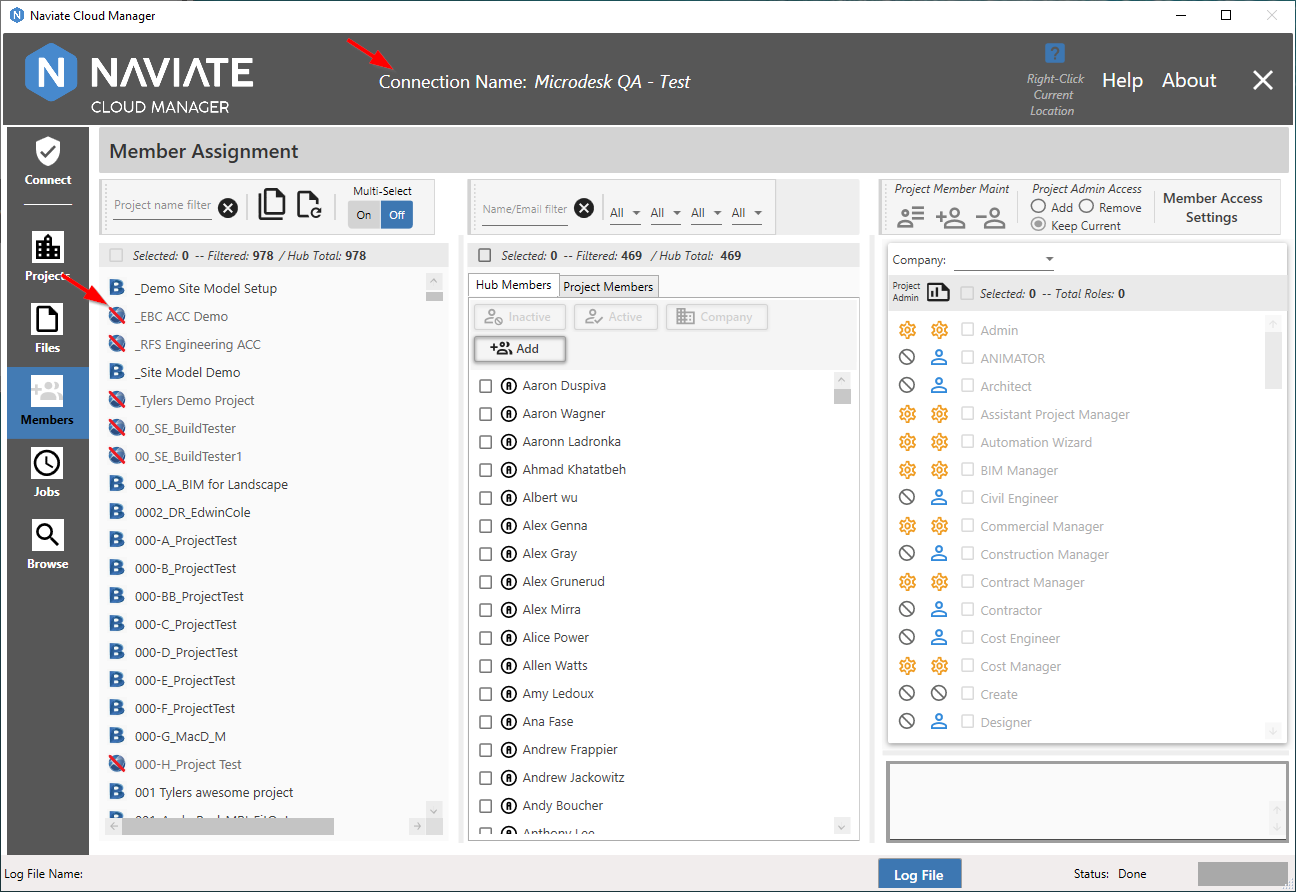 Naviate Cloud Manager
NAVIATE
CLOUD MANAGER
Connection Name: Microdesk QA - Test
Right-Click
Current
Location
Help
About
Connect
Projects
Files
Members
Jobs
Browse
Member Assignment
Project name filter
Multi-Select
On
Off
Selected: 0 -- Filtered: 978 / Hub Total: 978
_Demo Site Model Setup
_EBC ACC Demo
_RFS Engineering ACC
_Site Model Demo
_Tylers Demo Project
00_SE_BuildTester
00_SE_BuildTester1
000_LA_BIM for Landscape
0002_DR_EdwinCole
000-A_ProjectTest
000-B_ProjectTest
000-BB_ProjectTest
000-C_ProjectTest
000-D_ProjectTest
000-E_ProjectTest
000-F_ProjectTest
000-G_MacD_M
000-H_Project Test
001 Tylers awesome project
Name/Email filter
All
All
All
All
Selected: 0 -- Filtered: 469 / Hub Total: 469
Hub Members
Project Members
Inactive
Active
Company
Add
Aaron Duspiva
Aaron Wagner
Aaronn Ladronka
Ahmad Khatatbeh
Albert wu
Alex Genna
Alex Gray
Alex Grunerud
Alex Mirra
Alice Power
Allen Watts
Amy Ledoux
Ana Fase
Andrew Frappier
Andrew Jackowitz
Andy Boucher
Anthony Lee
Project Member Maint
Project Admin Access
Add
Remove
Keep Current
Member Access
Settings
Company:
Project
Admin
Selected: 0 -- Total Roles: 0
Admin
ANIMATOR
Architect
Assistant Project Manager
Automation Wizard
BIM Manager
Civil Engineer
Commercial Manager
Construction Manager
Contract Manager
Contractor
Cost Engineer
Cost Manager
Create
Designer
Log File Name:
Log File
Status: Done